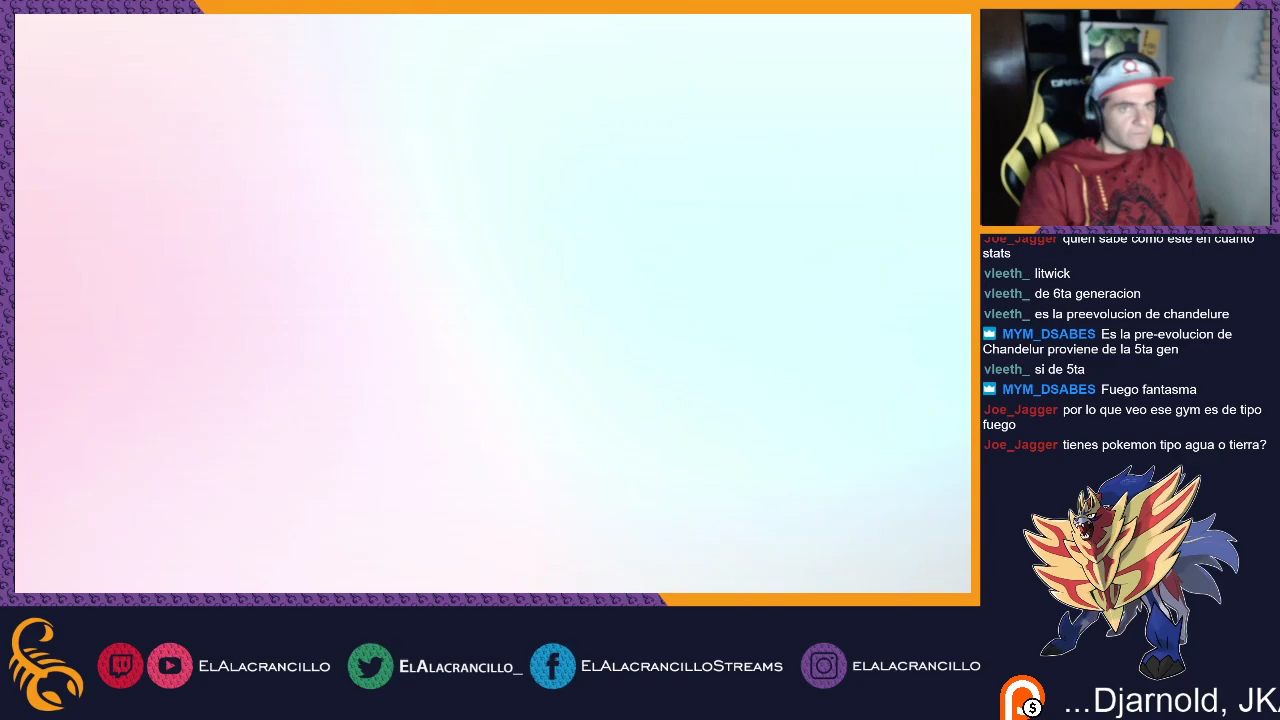 Joe_Jagger quien sabe como este en cuanto
stats
vleeth_ litwick
vleeth_ de 6ta generacion
vleeth_ es la preevolucion de chandelure
MYM_DSABES Es la pre-evolucion de
Chandelur proviene de la 5ta gen
vleeth_ si de 5ta
MYM_DSABES Fuego fantasma
Joe_Jagger por lo que veo ese gym es de tipo
fuego
Joe_Jagger tienes pokemon tipo agua o tierra?
ElAlacrancillo
ElAlacrancillo_
ElAlacrancilloStreams
elalacrancillo
$ ...Djarnold, JK